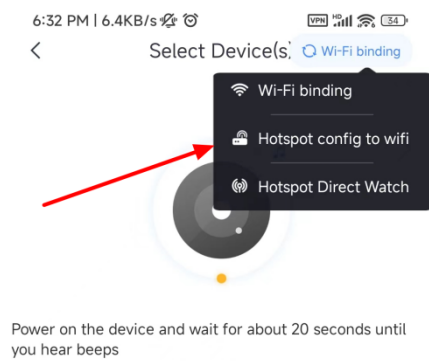 6:32 PM | 6.4KB/s VPN HD 34
Select Device(s) Wi-Fi binding
Wi-Fi binding
Hotspot config to wifi
Hotspot Direct Watch
Power on the device and wait for about 20 seconds until
you hear beeps